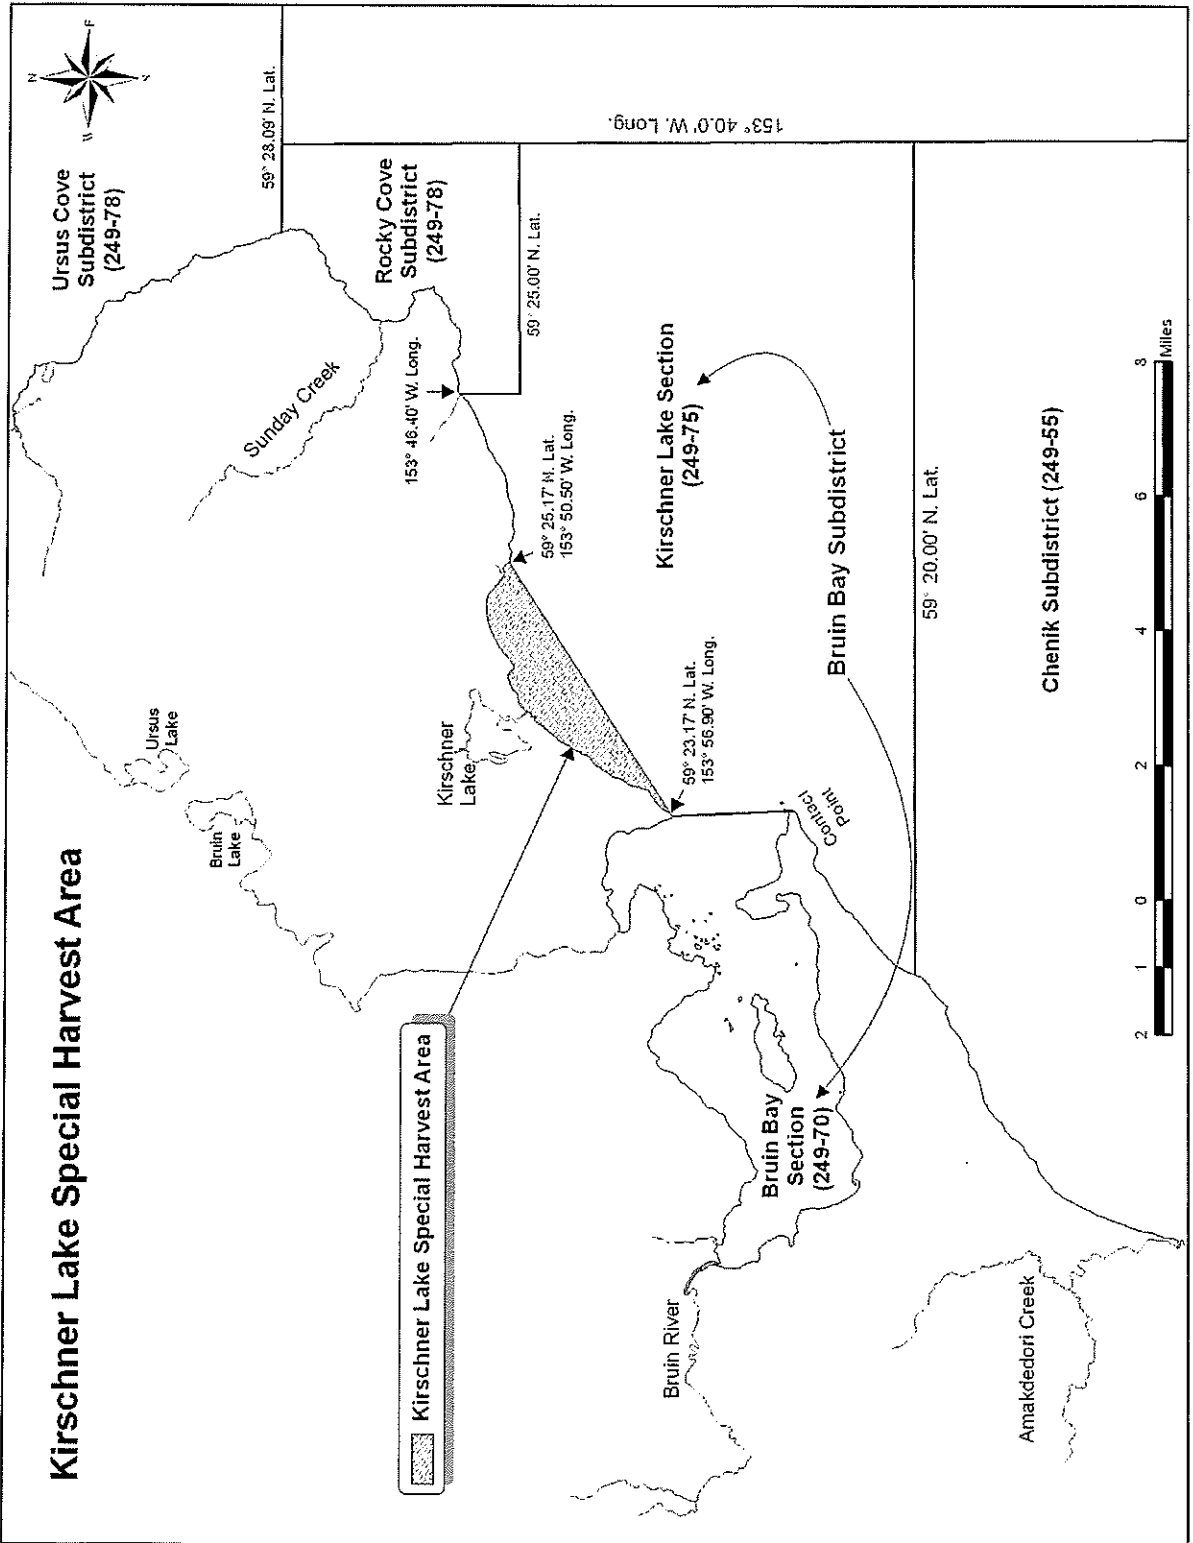 Kirschner Lake Special Harvest Area
N
E
S
W
Ursus Cove
Subdistrict
(249-78)
59° 28.09' N. Lat.
Rocky Cove
Subdistrict
(249-78)
153° 40.0' W. Long.
Sunday Creek
153° 46.40' W. Long.
59° 25.00' N. Lat.
Ursus
Lake
Bruin
Lake
Kirschner
Lake
59° 25.17' N. Lat.
153° 50.50' W. Long.
Kirschner Lake Section
(249-75)
Kirschner Lake Special Harvest Area
59° 23.17' N. Lat.
153° 56.90' W. Long.
Contact
Point
Bruin Bay Subdistrict
59° 20.00' N. Lat.
Bruin Bay
Section
(249-70)
Bruin River
Chenik Subdistrict (249-55)
Amakdedori Creek
2 1 0 2 4 6 8
Miles